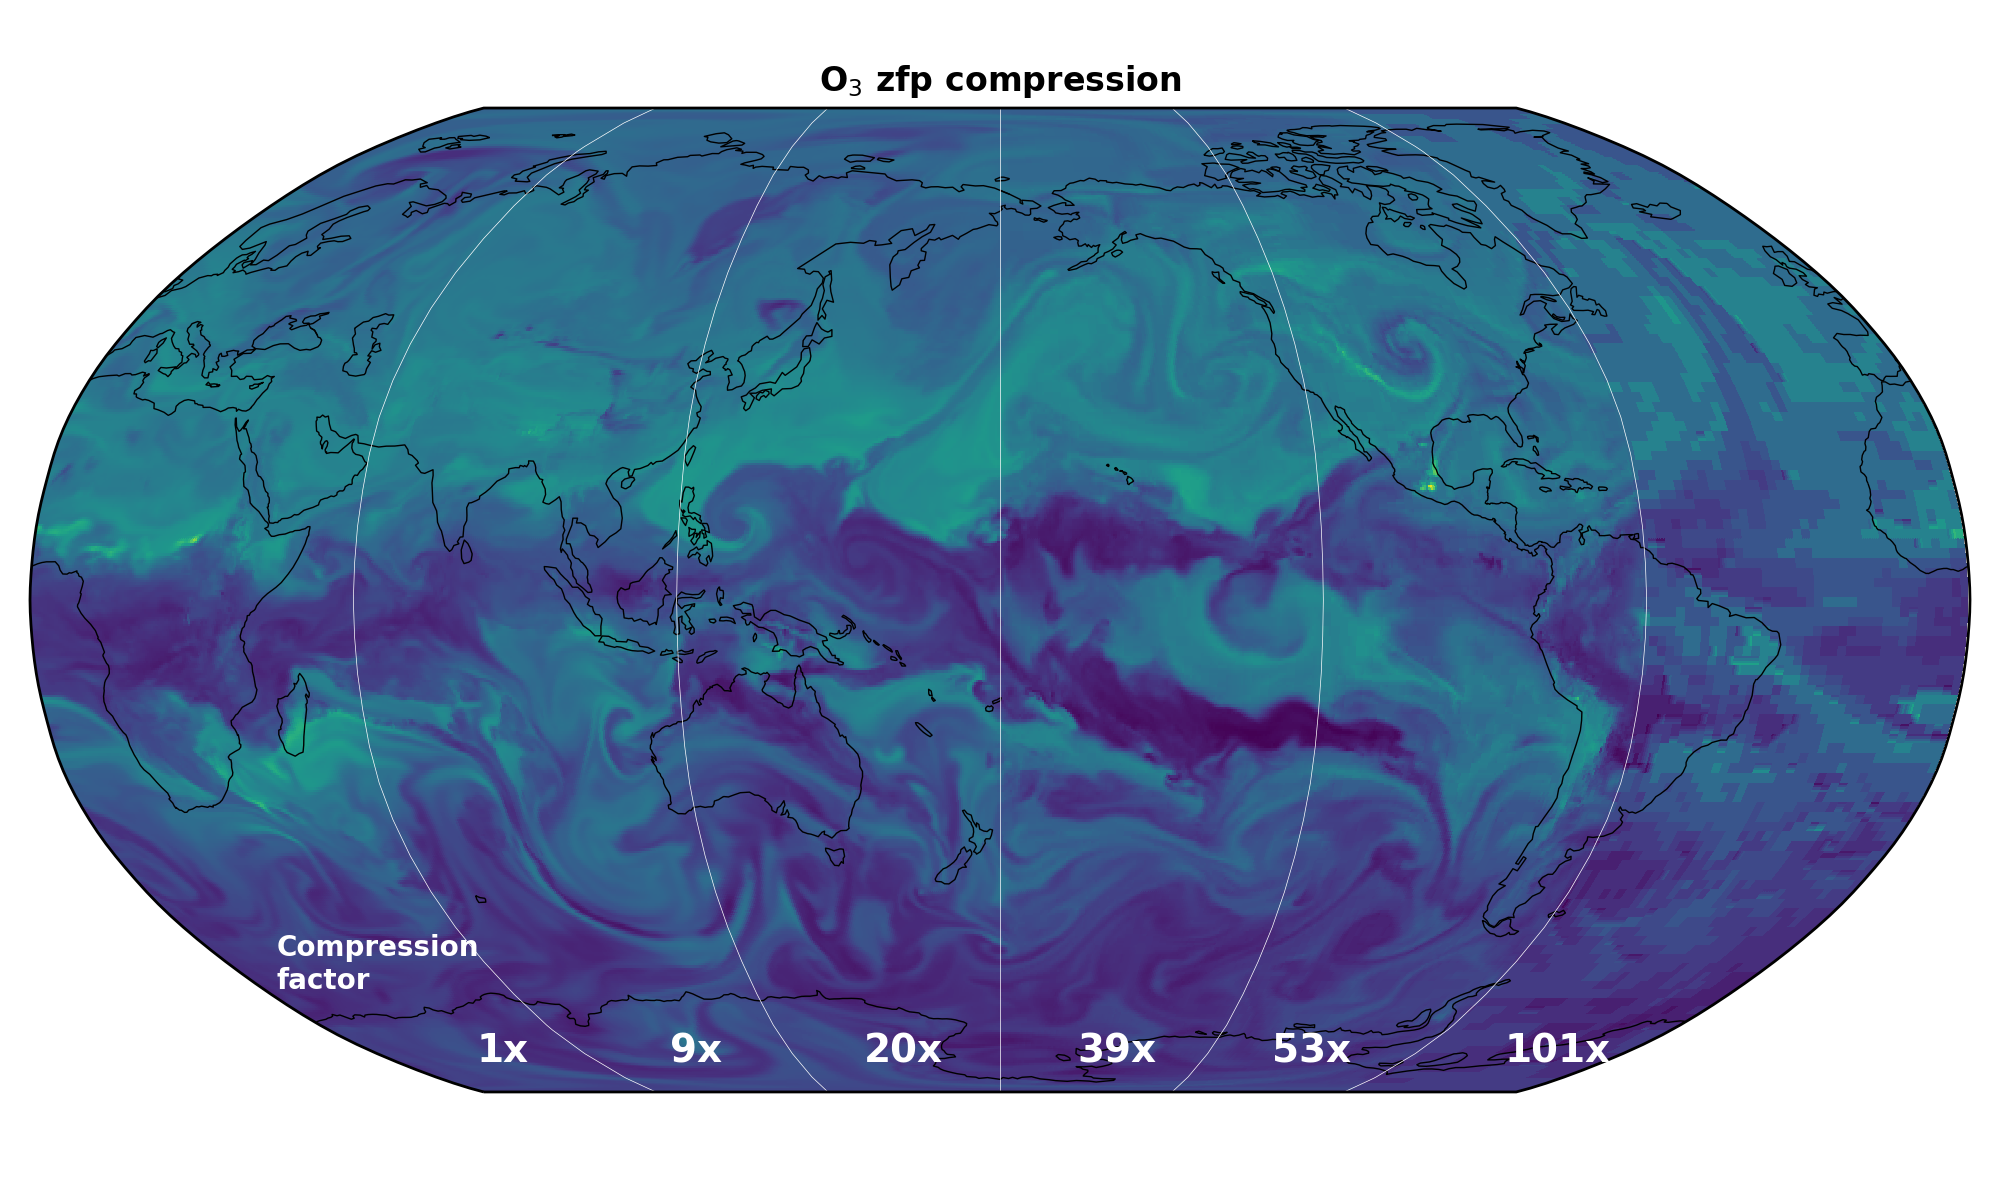 O₃ zfp compression
Compression
factor
1x 9x 20x 39x 53x 101x